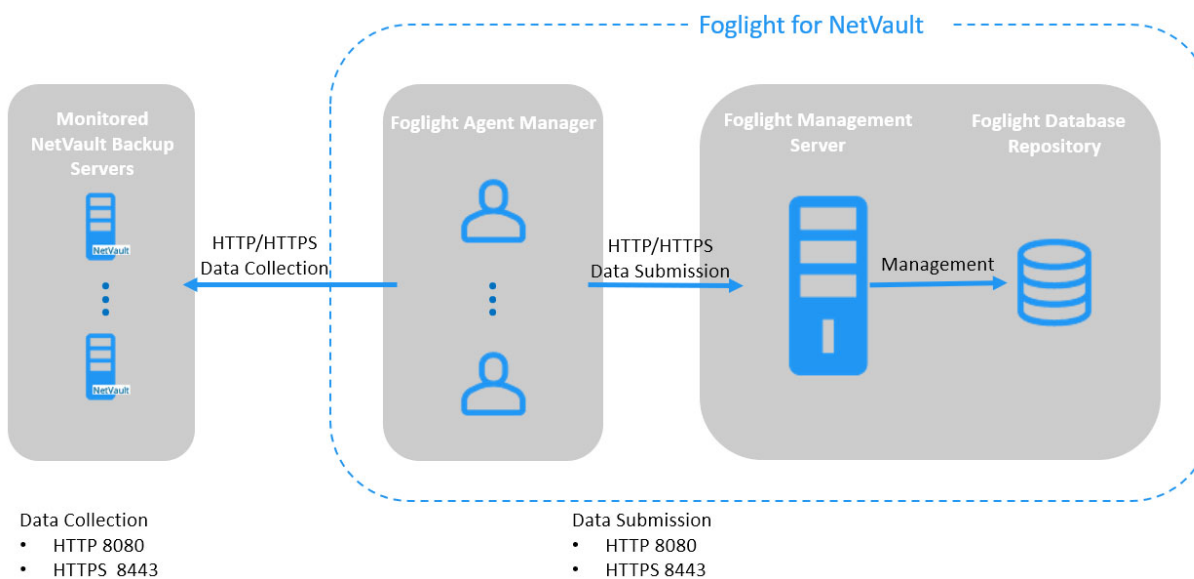 Foglight for NetVault
Monitored
NetVault Backup
Servers
NetVault
NetVault
HTTP/HTTPS
Data Collection
Foglight Agent Manager
HTTP/HTTPS
Data Submission
Foglight Management
Server
Management
Foglight Database
Repository
Data Collection
• HTTP 8080
• HTTPS 8443
Data Submission
• HTTP 8080
• HTTPS 8443